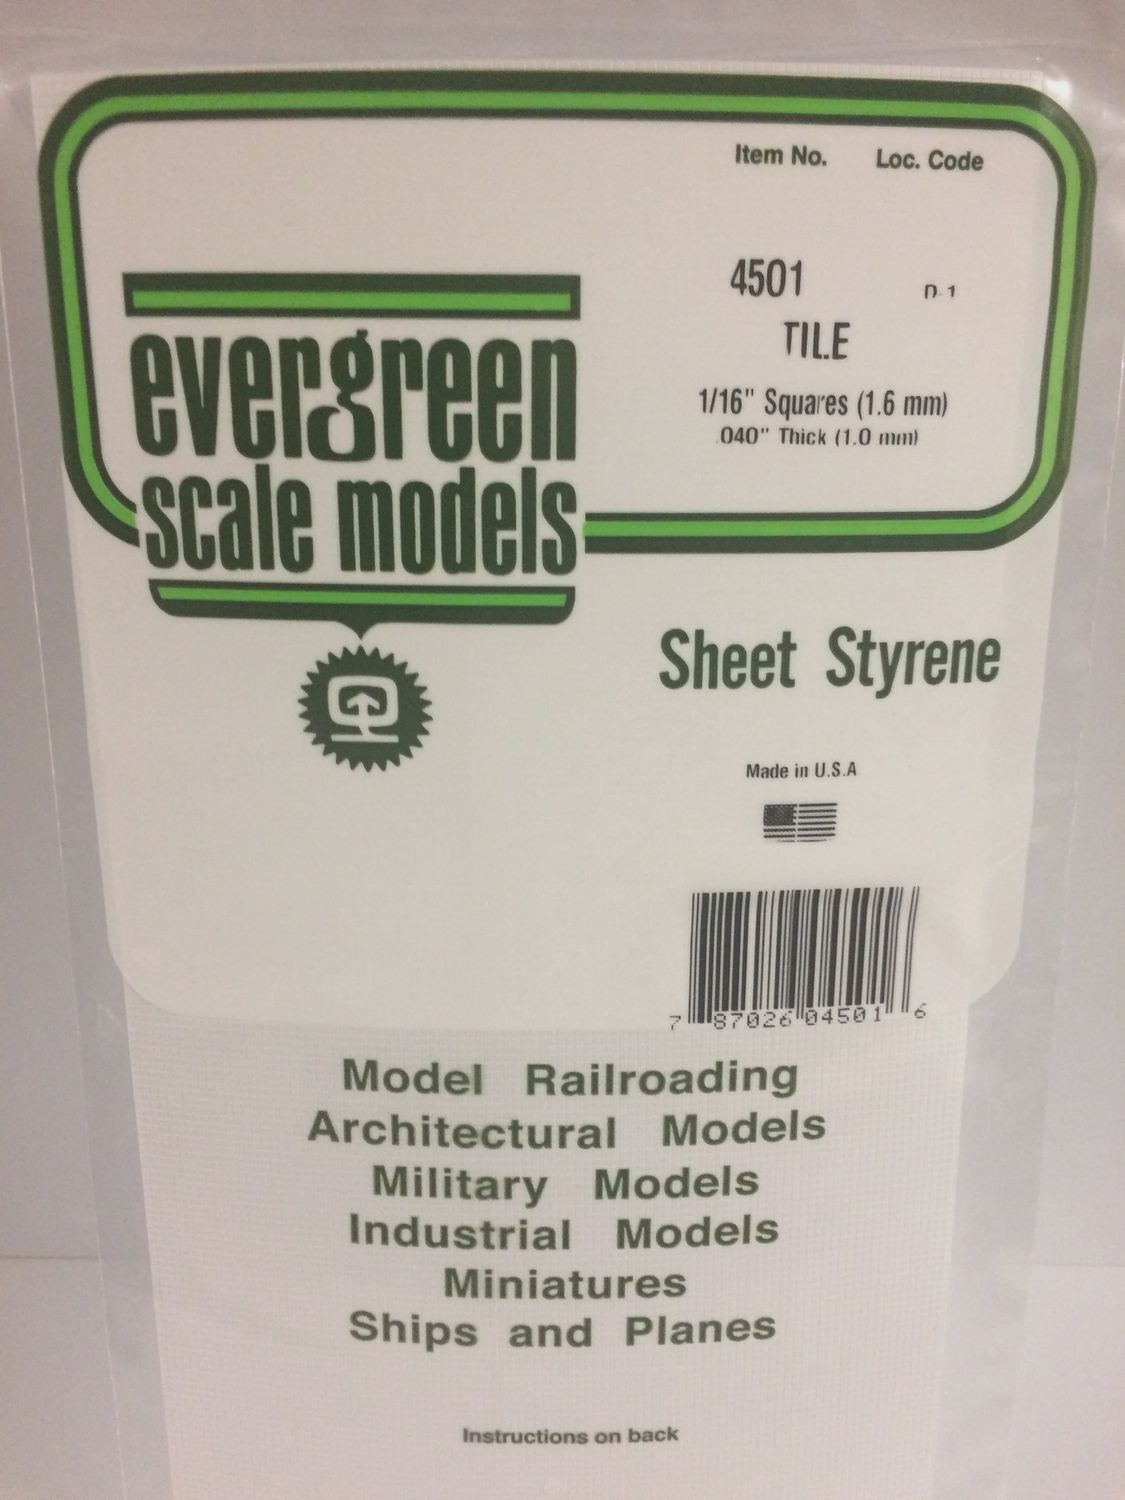 Item No. Loc. Code
4501 D-1
TILE
1/16" Squares (1.6 mm)
.040" Thick (1.0 mm)
evergreen
scale models
Sheet Styrene
Made in U.S.A
7 87026 04501 6
Model Railroading
Architectural Models
Military Models
Industrial Models
Miniatures
Ships and Planes
Instructions on back